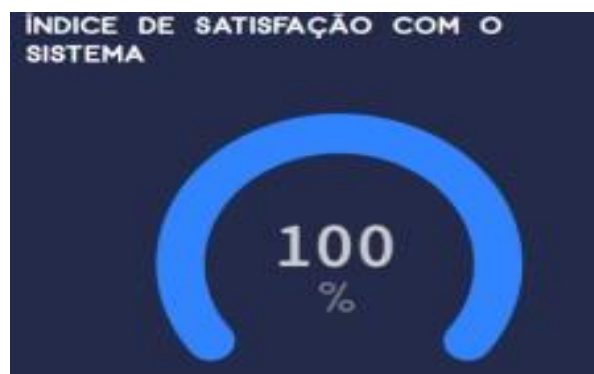 ÍNDICE DE SATISFAÇÃO COM O
SISTEMA
100
%